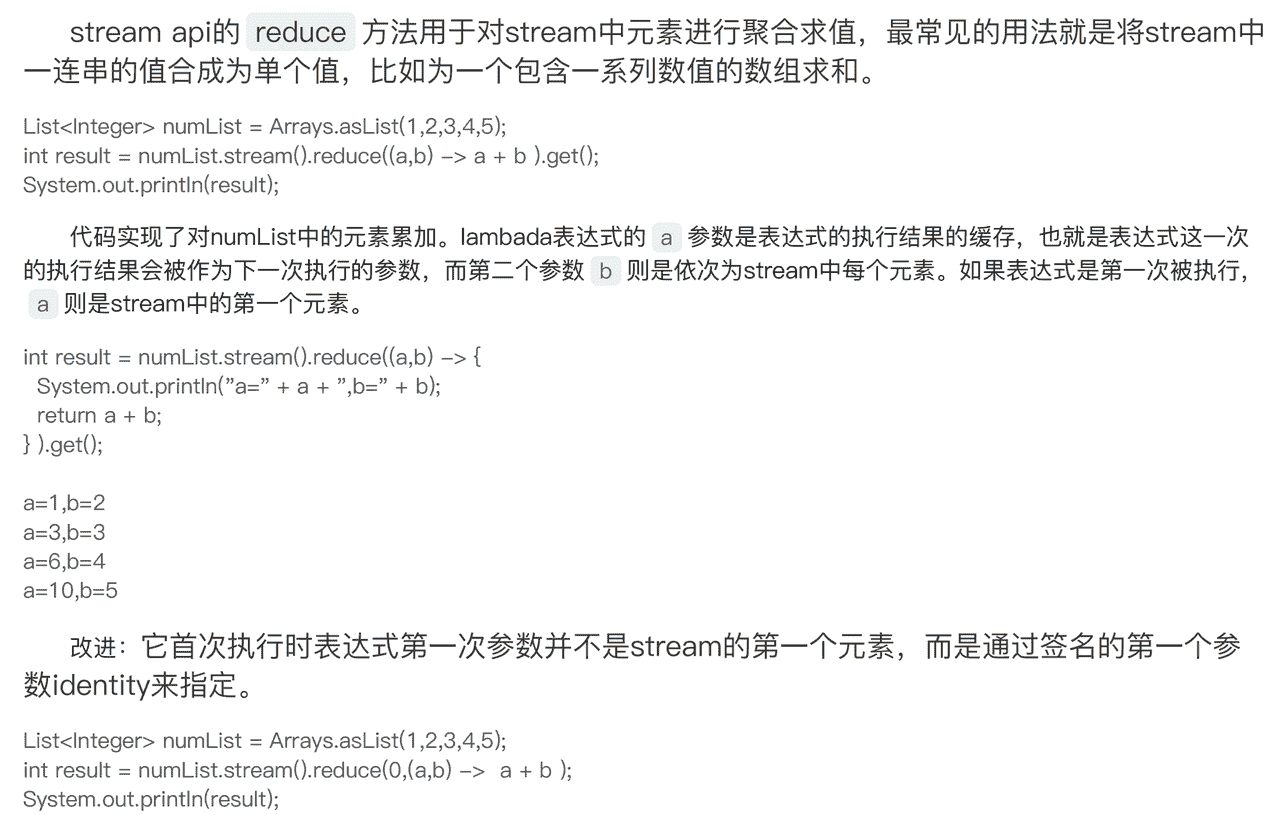 stream api的 reduce 方法用于对stream中元素进行聚合求值，最常见的用法就是将stream中
一连串的值合成为单个值，比如为一个包含一系列数值的数组求和。
List<Integer> numList = Arrays.asList(1,2,3,4,5);
int result = numList.stream().reduce((a,b) -> a + b ).get();
System.out.println(result);
代码实现了对numList中的元素累加。lambada表达式的 a 参数是表达式的执行结果的缓存，也就是表达式这一次
的执行结果会被作为下一次执行的参数，而第二个参数 b 则是依次为stream中每个元素。如果表达式是第一次被执行，
a 则是stream中的第一个元素。
int result = numList.stream().reduce((a,b) -> {
System.out.println(”a=” + a + ”,b=” + b);
return a + b;
} ).get();
a=1,b=2
a=3,b=3
a=6,b=4
a=10,b=5
改进：它首次执行时表达式第一次参数并不是stream的第一个元素，而是通过签名的第一个参
数identity来指定。
List<Integer> numList = Arrays.asList(1,2,3,4,5);
int result = numList.stream().reduce(0,(a,b) ->  a + b );
System.out.println(result);